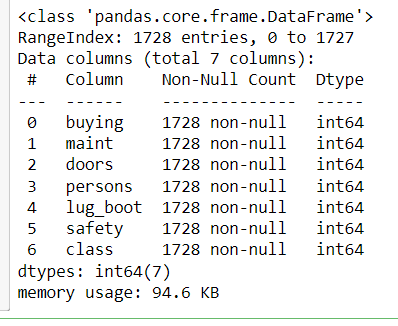 <class 'pandas.core.frame.DataFrame'>
RangeIndex: 1728 entries, 0 to 1727
Data columns (total 7 columns):
 #   Column    Non-Null Count  Dtype
---  ------    --------------  -----
 0   buying    1728 non-null   int64
 1   maint     1728 non-null   int64
 2   doors     1728 non-null   int64
 3   persons   1728 non-null   int64
 4   lug_boot  1728 non-null   int64
 5   safety    1728 non-null   int64
 6   class     1728 non-null   int64
dtypes: int64(7)
memory usage: 94.6 KB